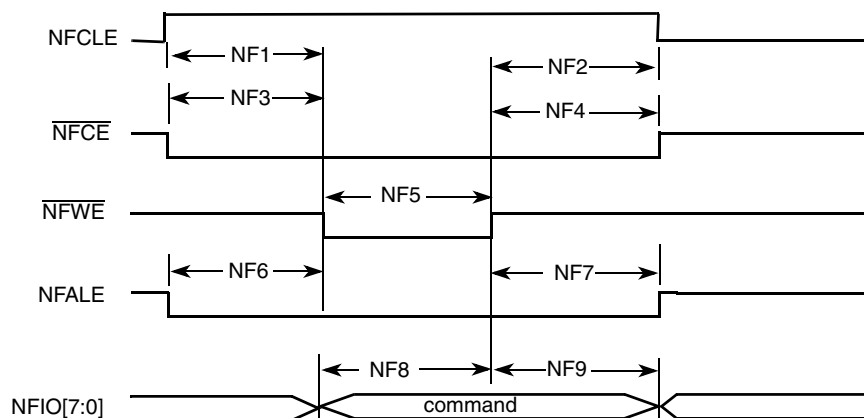 NFCLE
NF1
NF2
NF3
NF4
NFCE
NF5
NFWE
NF6
NF7
NFALE
NF8
NF9
NFIO[7:0]
command